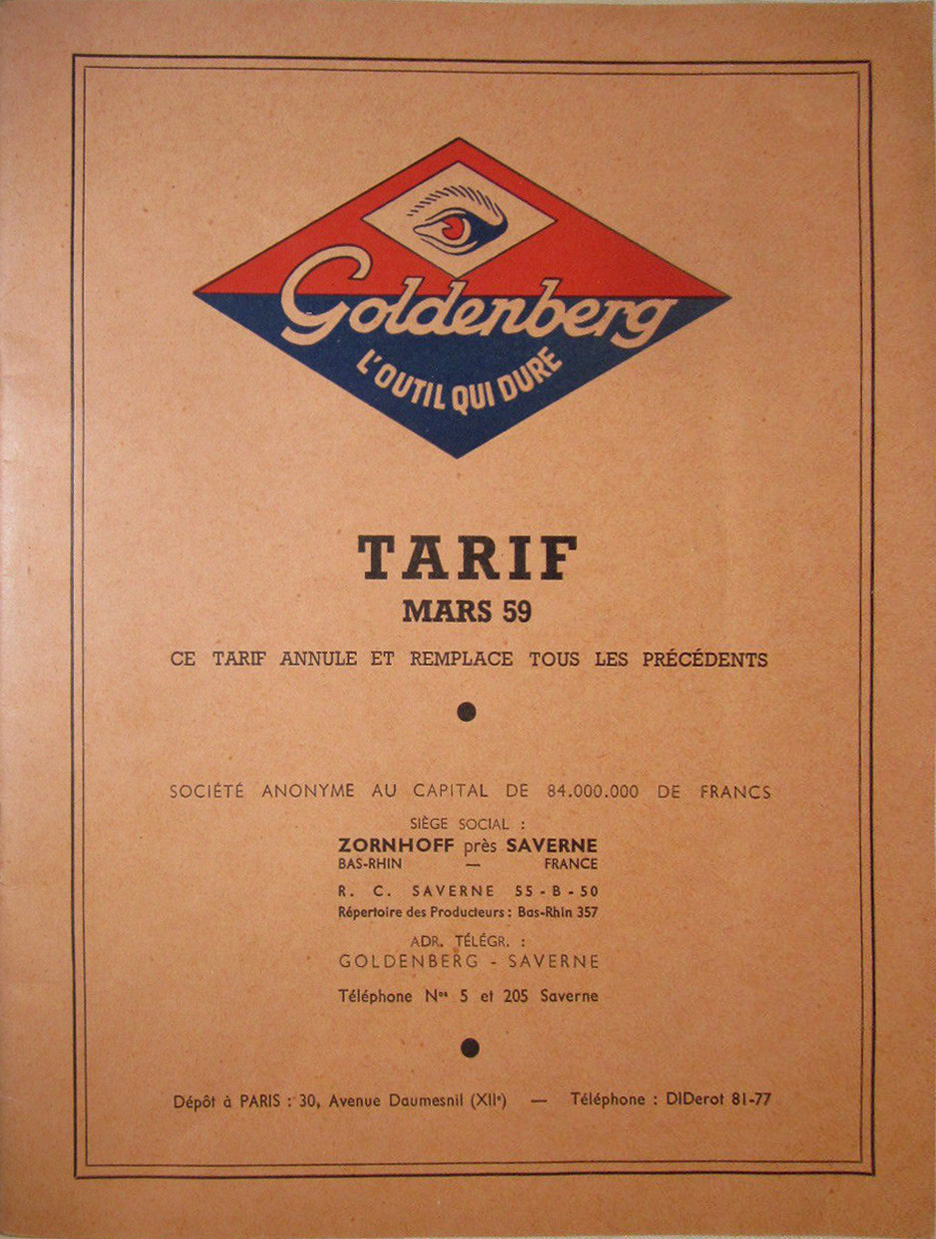 Goldenberg
L'OUTIL QUI DURE
TARIF
MARS 59
CE TARIF ANNULE ET REMPLACE TOUS LES PRÉCÉDENTS
SOCIÉTÉ ANONYME AU CAPITAL DE 84.000.000 DE FRANCS
SIÈGE SOCIAL :
ZORNHOFF près SAVERNE
BAS-RHIN — FRANCE
R. C. SAVERNE 55-B-50
Répertoire des Producteurs : Bas-Rhin 357
ADR. TÉLÉGR. :
GOLDENBERG - SAVERNE
Téléphone Nos 5 et 205 Saverne
Dépôt à PARIS : 30, Avenue Daumesnil (XIIe) — Téléphone : DIDerot 81-77